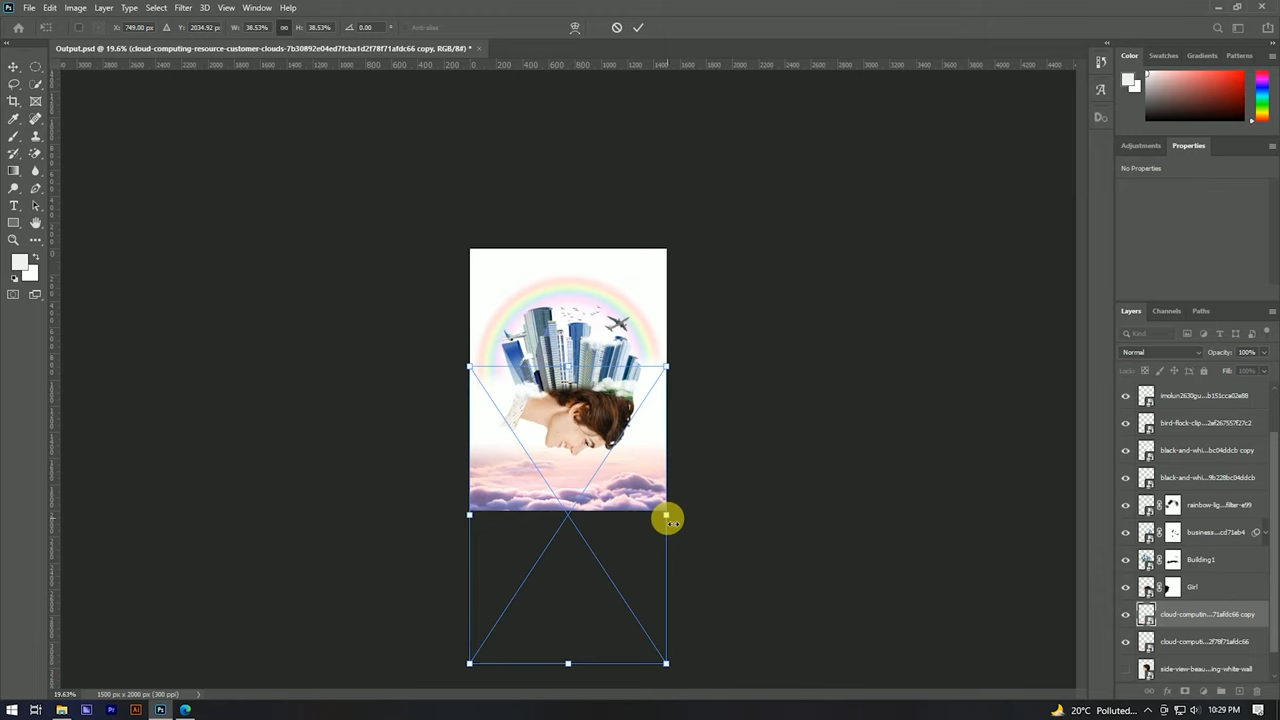 File Edit Image Layer Type Select Filter 3D View Plugins Window Help
X: 749.00 px Y: 2034.92 px W: 38.53% H: 38.53% 0.00 ° Anti-alias
Output.psd @ 19.6% (cloud-computing-resource-customer-clouds-7b30892e04ed7fcba1d2f78f71afdc66 copy, RGB/8#) *
Color Swatches Gradients Patterns
Adjustments Properties
No Properties
Layers Channels Paths
Kind
Normal Opacity: 100%
Lock: Fill: 100%
imolun2630gu...b151cca02e88
bird-flock-clip...2ef267557f27c2
black-and-whi...bc04ddcb copy
black-and-whi...9b228bc04ddcb
rainbow-lig...filter-e99
business...cd71eb4
Building1
Girl
cloud-computin...71afdc66 copy
cloud-computi...2f78f71afdc66
side-view-beau...ing-white-wall
19.63% 1500 px x 2000 px (300 ppi)
20°C Polluted... ENG 10:29 PM